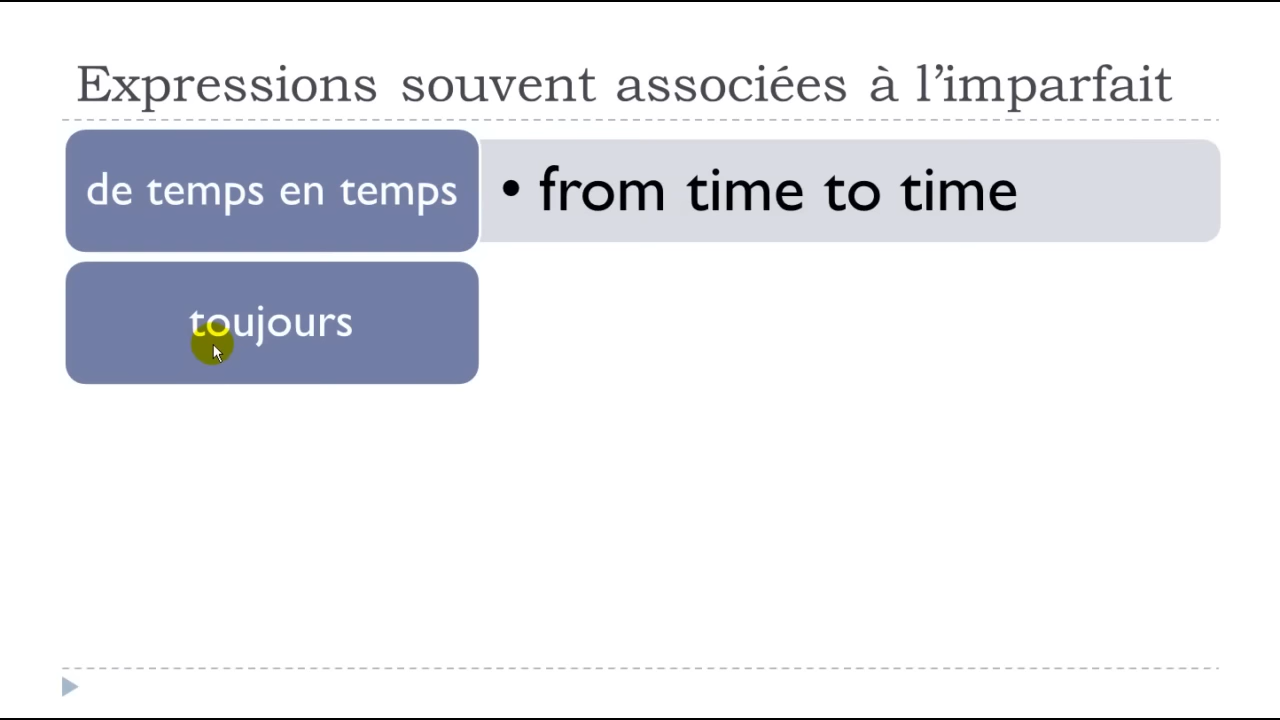 Expressions souvent associées à l’imparfait
de temps en temps
• from time to time
toujours